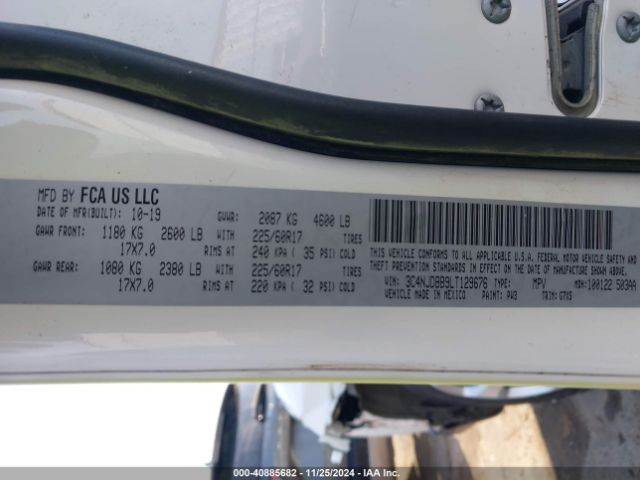 MFD BY FCA US LLC
DATE OF MFR(BUILT): 10-19 GVWR: 2087 KG 4600 LB
GAWR FRONT: 1180 KG 2600 LB WITH 225/60R17 TIRES
17X7.0 RIMS AT 240 KPA ( 35 PSI) COLD
GAWR REAR: 1080 KG 2380 LB WITH 225/60R17 TIRES
17X7.0 RIMS AT 220 KPA ( 32 PSI) COLD
THIS VEHICLE CONFORMS TO ALL APPLICABLE U.S.A. FEDERAL MOTOR VEHICLE SAFETY AND
THEFT PREVENTION STANDARDS IN EFFECT ON THE DATE OF MANUFACTURE SHOWN ABOVE.
VIN: 3C4NJDBB9LT129676 TYPE: MPV MDH:100122 503AA
VEHICLE MADE IN MEXICO PAINT: PW3 TRIM: G7XS
000-40885682 - 11/25/2024 - IAA Inc.